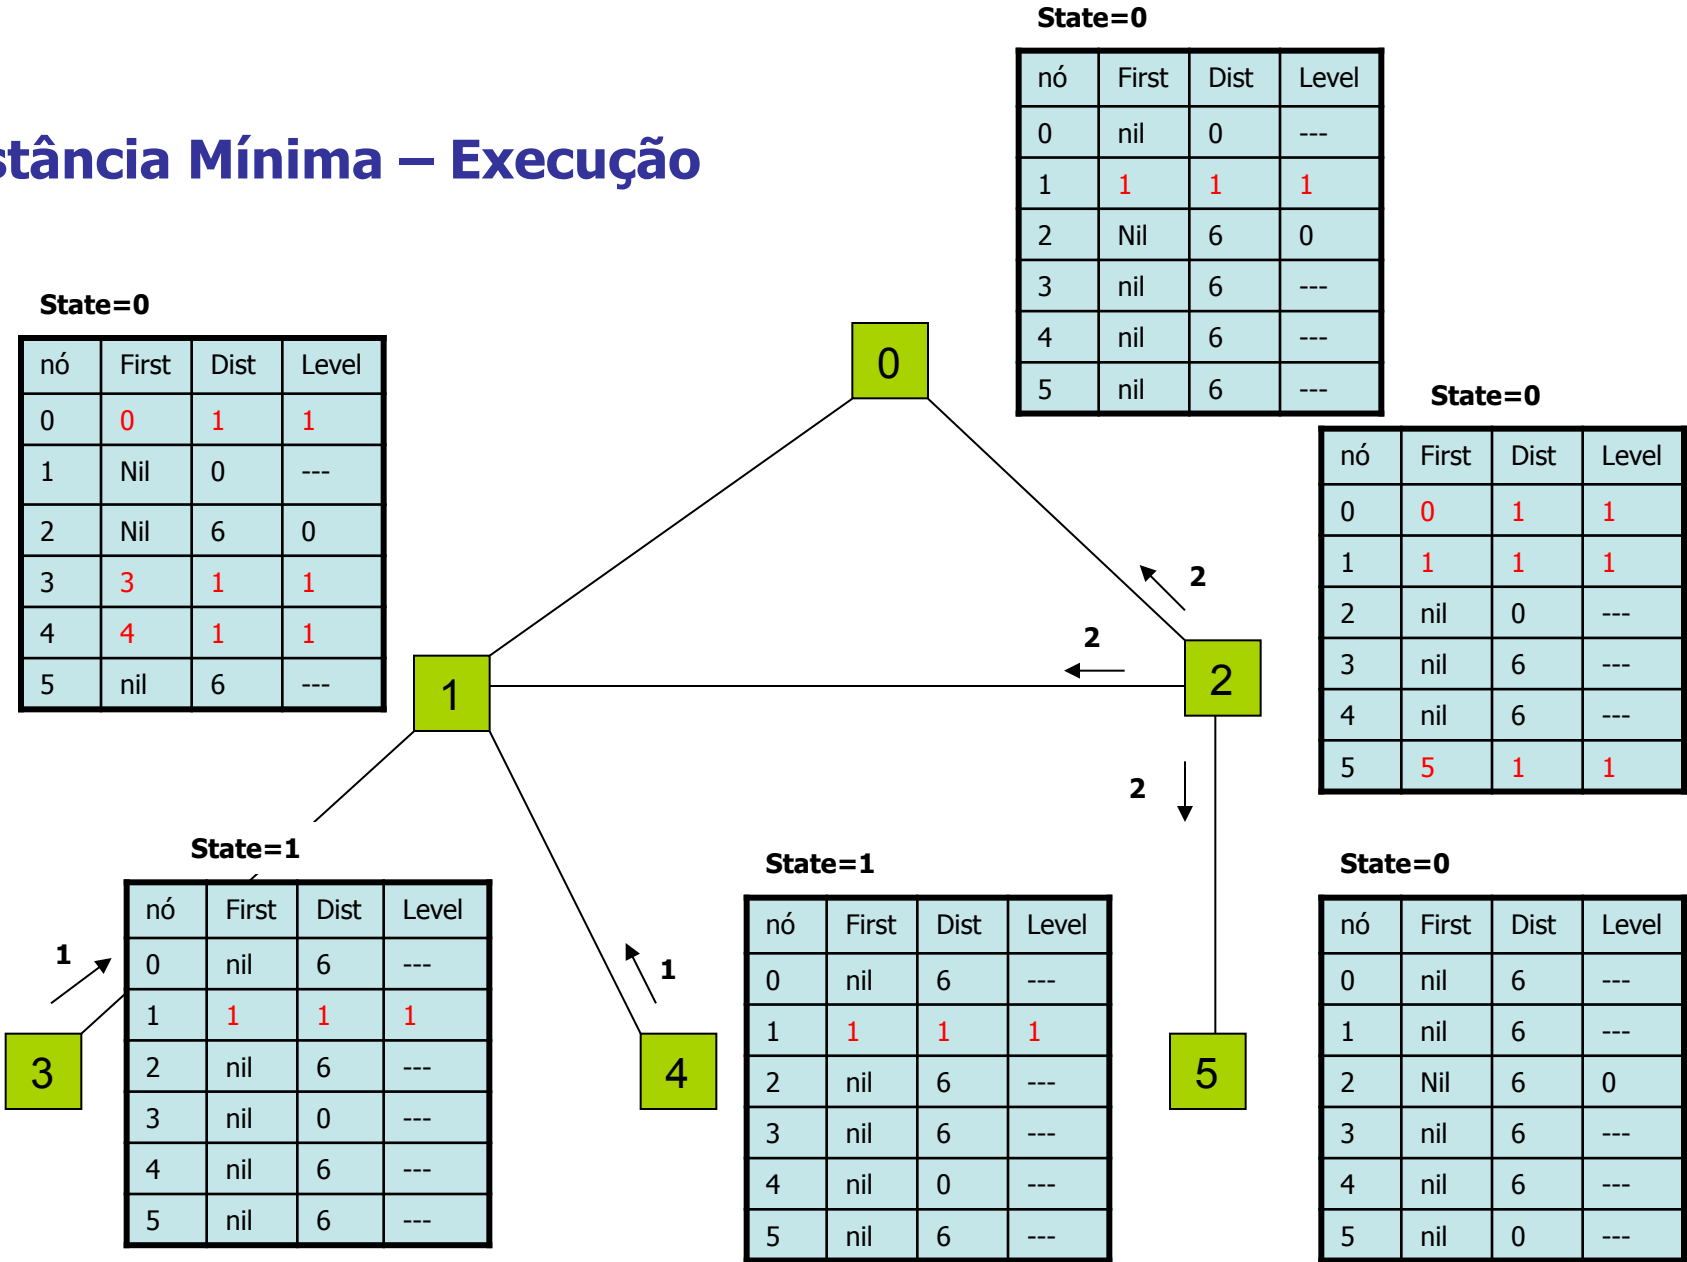 State=0
nó First Dist Level
0 nil 0 ---
1 1 1 1
2 Nil 6 0
3 nil 6 ---
4 nil 6 ---
5 nil 6 ---
stância Mínima – Execução
State=0
nó First Dist Level
0 0 1 1
1 Nil 0 ---
2 Nil 6 0
3 3 1 1
4 4 1 1
5 nil 6 ---
0
State=0
nó First Dist Level
0 0 1 1
1 1 1 1
2 nil 0 ---
3 nil 6 ---
4 nil 6 ---
5 5 1 1
2
2
1
2
2
State=1
nó First Dist Level
0 nil 6 ---
1 1 1 1
2 nil 6 ---
3 nil 0 ---
4 nil 6 ---
5 nil 6 ---
1
3
1
4
State=1
nó First Dist Level
0 nil 6 ---
1 1 1 1
2 nil 6 ---
3 nil 6 ---
4 nil 0 ---
5 nil 6 ---
5
State=0
nó First Dist Level
0 nil 6 ---
1 nil 6 ---
2 Nil 6 0
3 nil 6 ---
4 nil 6 ---
5 nil 0 ---